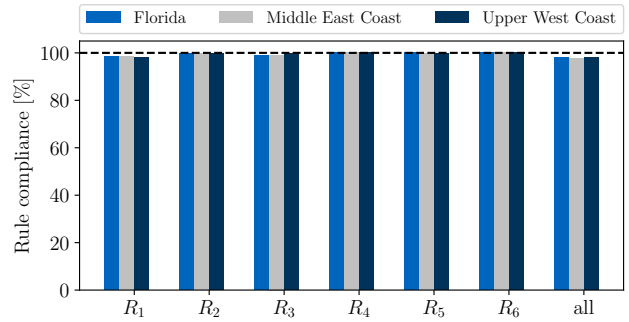 Florida Middle East Coast Upper West Coast
Rule compliance [%]
100
80
60
40
20
0
R1 R2 R3 R4 R5 R6 all